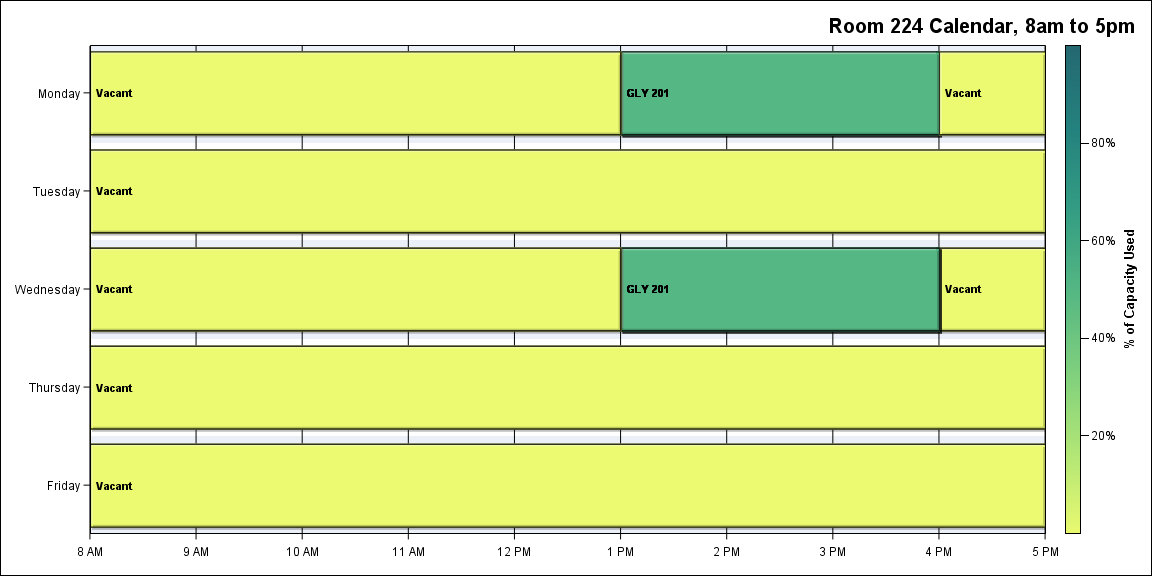 Room 224 Calendar, 8am to 5pm
Monday
Vacant
GLY 201
Vacant
Tuesday
Vacant
Wednesday
Vacant
GLY 201
Vacant
Thursday
Vacant
Friday
Vacant
8 AM 9 AM 10 AM 11 AM 12 PM 1 PM 2 PM 3 PM 4 PM 5 PM
80%
60%
40%
20%
% of Capacity Used